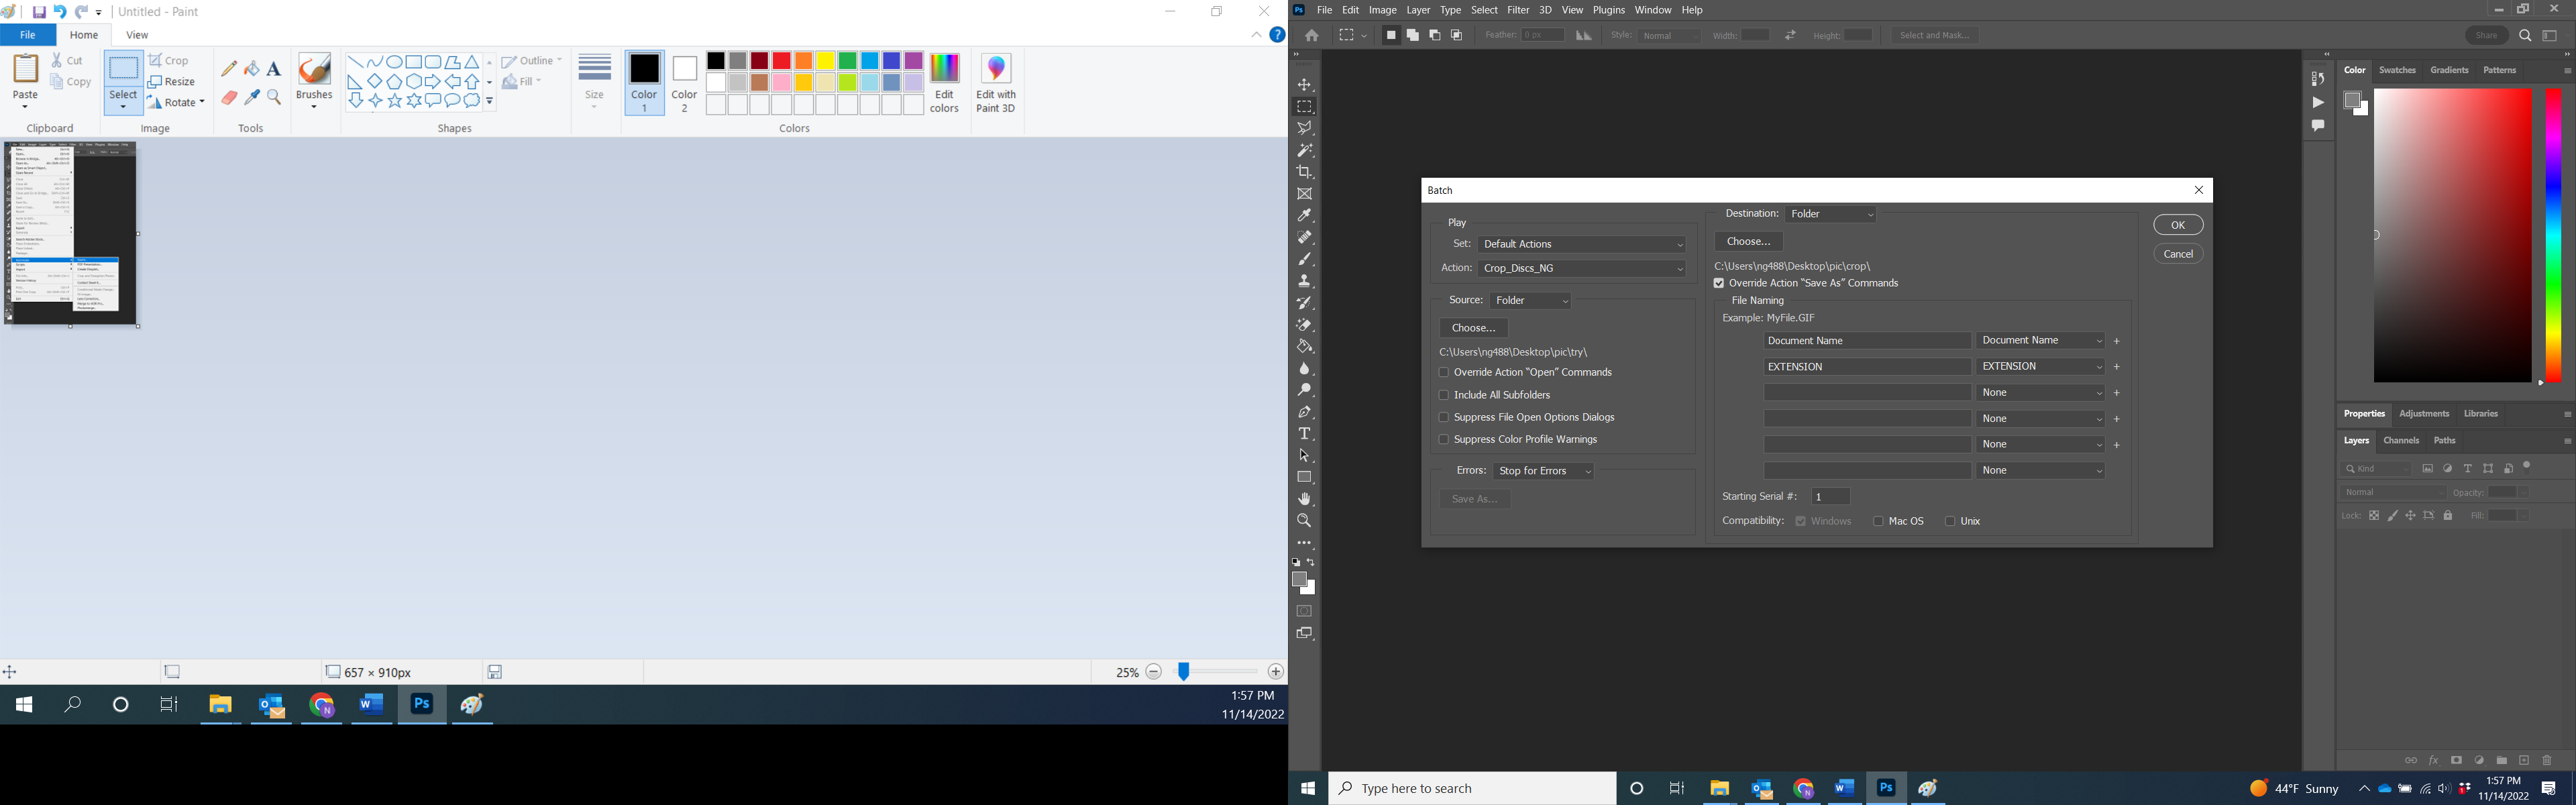 Untitled - Paint
File Home View
Paste
Cut
Copy
Clipboard
Select
Crop
Resize
Rotate
Image
Tools
Brushes
Outline
Fill
Shapes
Size
Color 1
Color 2
Edit colors
Colors
Edit with Paint 3D
657 × 910px
25%
1:57 PM
11/14/2022
Ps File Edit Image Layer Type Select Filter 3D View Plugins Window Help
Feather: 0 px Style: Normal Width: Height: Select and Mask... Share
Batch
Play
Set: Default Actions
Action: Crop_Discs_NG
Source: Folder
Choose...
C:\Users\ng488\Desktop\pic\try\
Override Action "Open" Commands
Include All Subfolders
Suppress File Open Options Dialogs
Suppress Color Profile Warnings
Errors: Stop for Errors
Save As...
Destination: Folder
Choose...
C:\Users\ng488\Desktop\pic\crop\
Override Action "Save As" Commands
File Naming
Example: MyFile.GIF
Document Name Document Name +
EXTENSION EXTENSION +
None +
None +
None +
None
Starting Serial #: 1
Compatibility: Windows Mac OS Unix
OK
Cancel
Color Swatches Gradients Patterns
Properties Adjustments Libraries
Layers Channels Paths
Kind
Normal Opacity:
Lock: Fill:
Type here to search
44°F Sunny
1:57 PM
11/14/2022